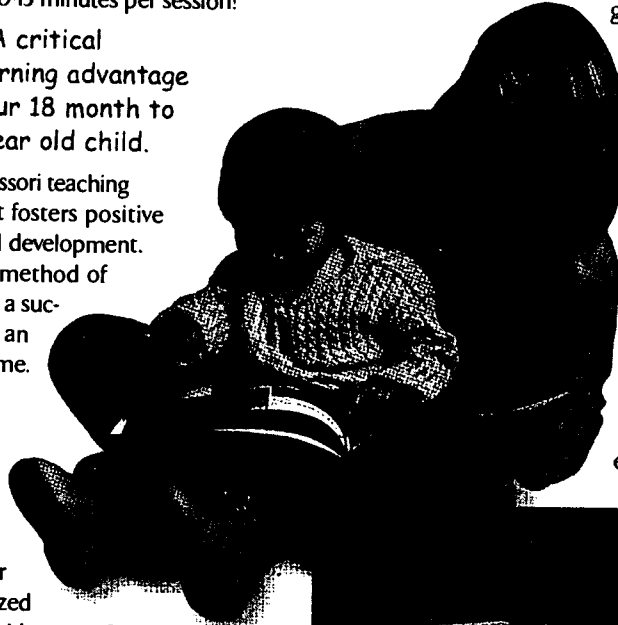 minutes per session!
critical
rning advantage
ur 18 month to
ear old child.
ssori teaching
t fosters positive
l development.
method of
a suc-
an
me.
r
zed